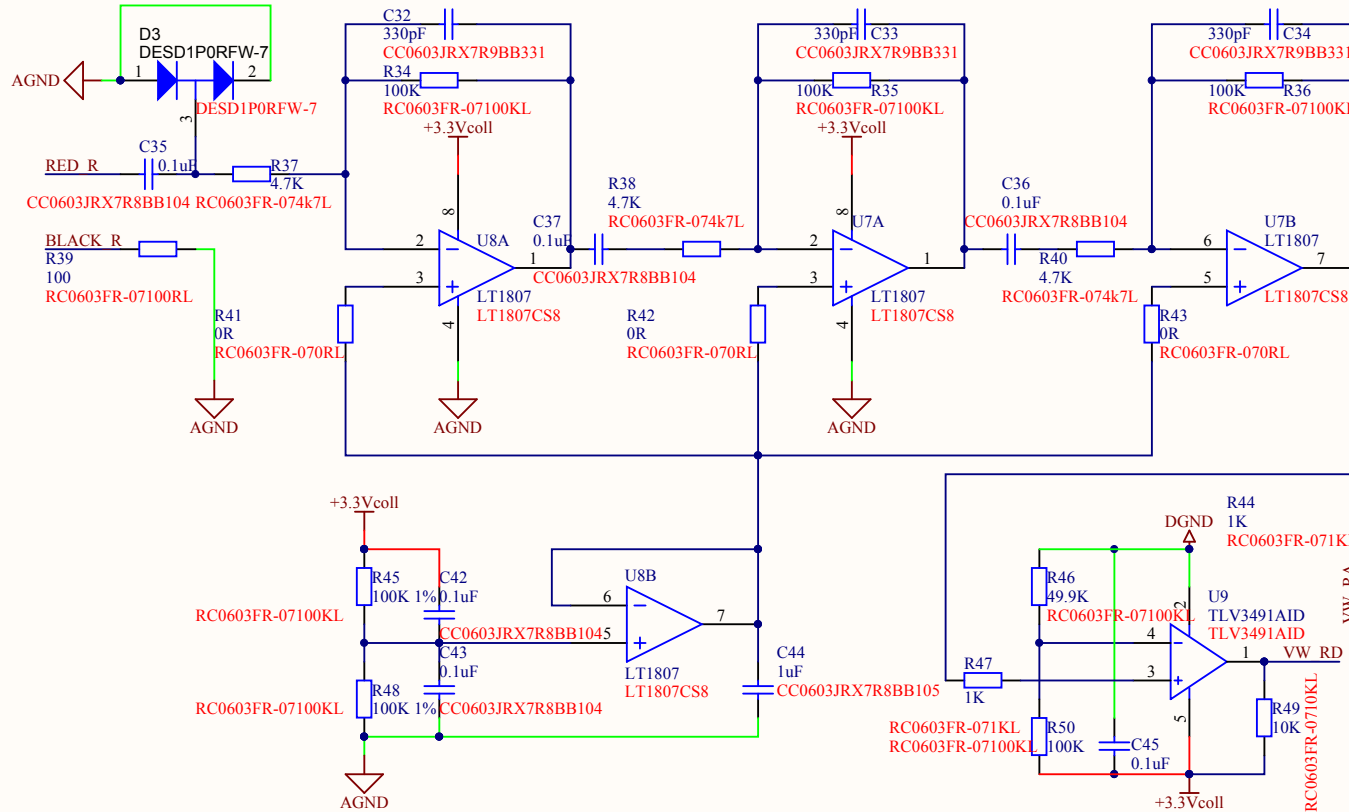 C32
330pF
CC0603JRX7R9BB331
R34
100K
RC0603FR-07100KL
330pF C33
CC0603JRX7R9BB331
100K R35
RC0603FR-07100KL
330pF C34
CC0603JRX7R9BB331
100K R36
RC0603FR-07100KL
D3
DESD1P0RFW-7
1
2
3
DESD1P0RFW-7
AGND
RED_R
C35
0.1uF
CC0603JRX7R8BB104
R37
4.7K
RC0603FR-074k7L
+3.3Vcoll
8
2
3
1
4
U8A
LT1807
LT1807CS8
AGND
BLACK_R
R39
100
RC0603FR-07100RL
AGND
R41
0R
RC0603FR-070RL
C37
0.1uF
CC0603JRX7R8BB104
R38
4.7K
RC0603FR-074k7L
+3.3Vcoll
8
2
3
1
4
U7A
LT1807
LT1807CS8
AGND
R42
0R
RC0603FR-070RL
C36
0.1uF
CC0603JRX7R8BB104
R40
4.7K
RC0603FR-074k7L
6
5
7
U7B
LT1807
LT1807CS8
R43
0R
RC0603FR-070RL
+3.3Vcoll
R45
100K 1%
RC0603FR-07100KL
C42
0.1uF
CC0603JRX7R8BB104
C43
0.1uF
CC0603JRX7R8BB104
R48
100K 1%
RC0603FR-07100KL
AGND
6
5
7
U8B
LT1807
LT1807CS8
C44
1uF
CC0603JRX7R8BB105
R44
1K
DGND
R46
49.9K
RC0603FR-07100KL
2
4
3
1
5
U9
TLV3491AID
TLV3491AID
VW_RD
R47
1K
RC0603FR-071KL
RC0603FR-07100KL
R50
100K
C45
0.1uF
R49
10K
RC0603FR-0710KL
+3.3Vcoll